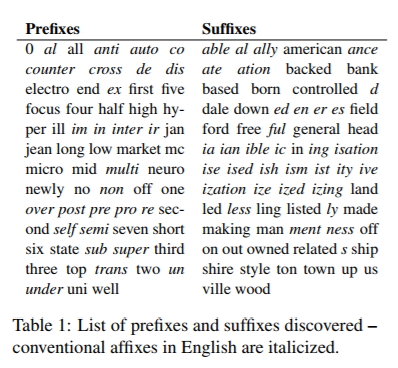 Prefixes Suffixes
0 al all anti auto co able al ally american ance
counter cross de dis ate ation backed bank
electro end ex first five based born controlled d
focus four half high hy- dale down ed en er es field
per ill im in inter ir jan ford free ful general head
jean long low market mc ia ian ible ic in ing isation
micro mid multi neuro ise ised ish ism ist ity ive
newly no non off one ization ize ized izing land
over post pre pro re sec- led less ling listed ly made
ond self semi seven short making man ment ness off
six state sub super third on out owned related s ship
three top trans two un shire style ton town up us
under uni well ville wood
Table 1: List of prefixes and suffixes discovered –
conventional affixes in English are italicized.